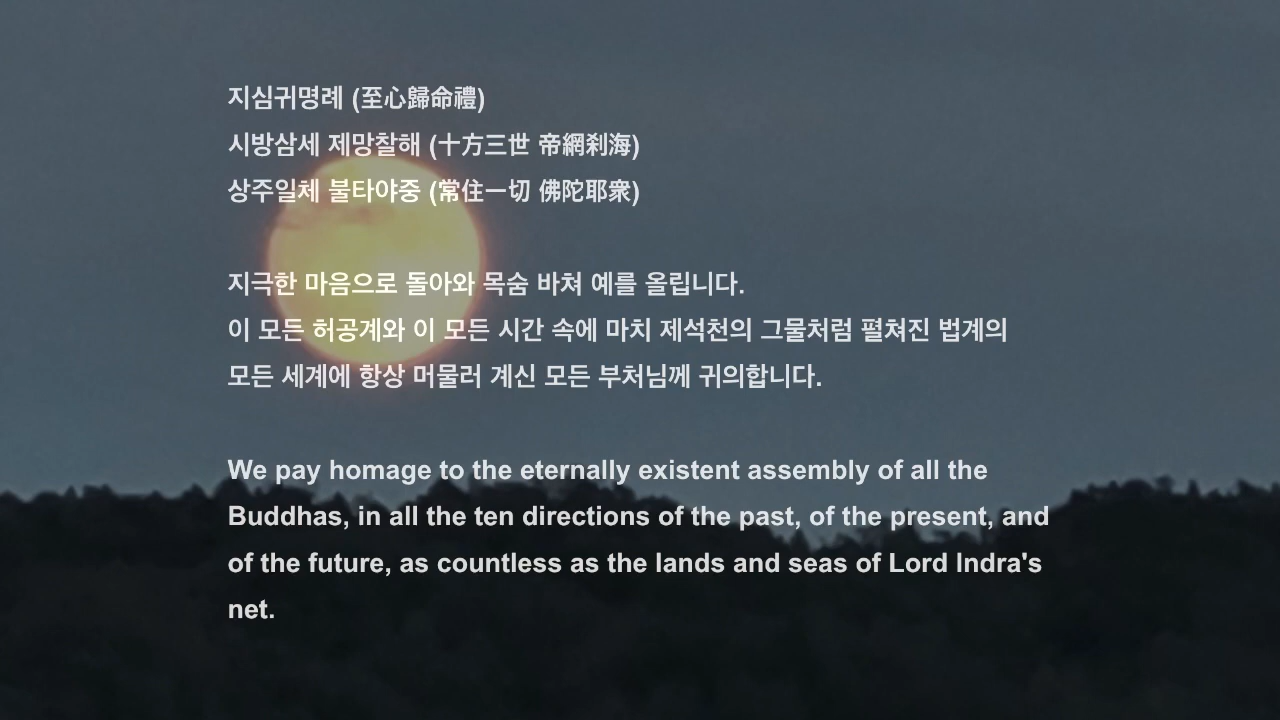 지심귀명례 (至心歸命禮)
시방삼세 제망찰해 (十方三世 帝網刹海)
상주일체 불타야중 (常住一切 佛陀耶衆)
지극한 마음으로 돌아와 목숨 바쳐 예를 올립니다.
이 모든 허공계와 이 모든 시간 속에 마치 제석천의 그물처럼 펼쳐진 법계의
모든 세계에 항상 머물러 계신 모든 부처님께 귀의합니다.
We pay homage to the eternally existent assembly of all the
Buddhas, in all the ten directions of the past, of the present, and
of the future, as countless as the lands and seas of Lord Indra's
net.